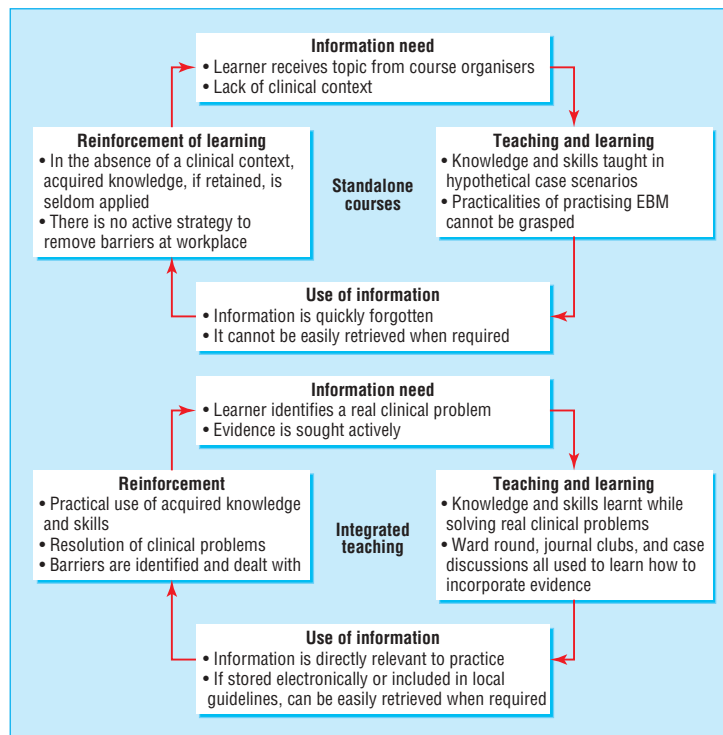 Information need
• Learner receives topic from course organisers
• Lack of clinical context
Reinforcement of learning
• In the absence of a clinical context,
acquired knowledge, if retained, is
seldom applied
• There is no active strategy to
remove barriers at workplace
Standalone
courses
Teaching and learning
• Knowledge and skills taught in
hypothetical case scenarios
• Practicalities of practising EBM
cannot be grasped
Use of information
• Information is quickly forgotten
• It cannot be easily retrieved when required
Information need
• Learner identifies a real clinical problem
• Evidence is sought actively
Reinforcement
• Practical use of acquired knowledge
and skills
• Resolution of clinical problems
• Barriers are identified and dealt with
Integrated
teaching
Teaching and learning
• Knowledge and skills learnt while
solving real clinical problems
• Ward round, journal clubs, and case
discussions all used to learn how to
incorporate evidence
Use of information
• Information is directly relevant to practice
• If stored electronically or included in local
guidelines, can be easily retrieved when required